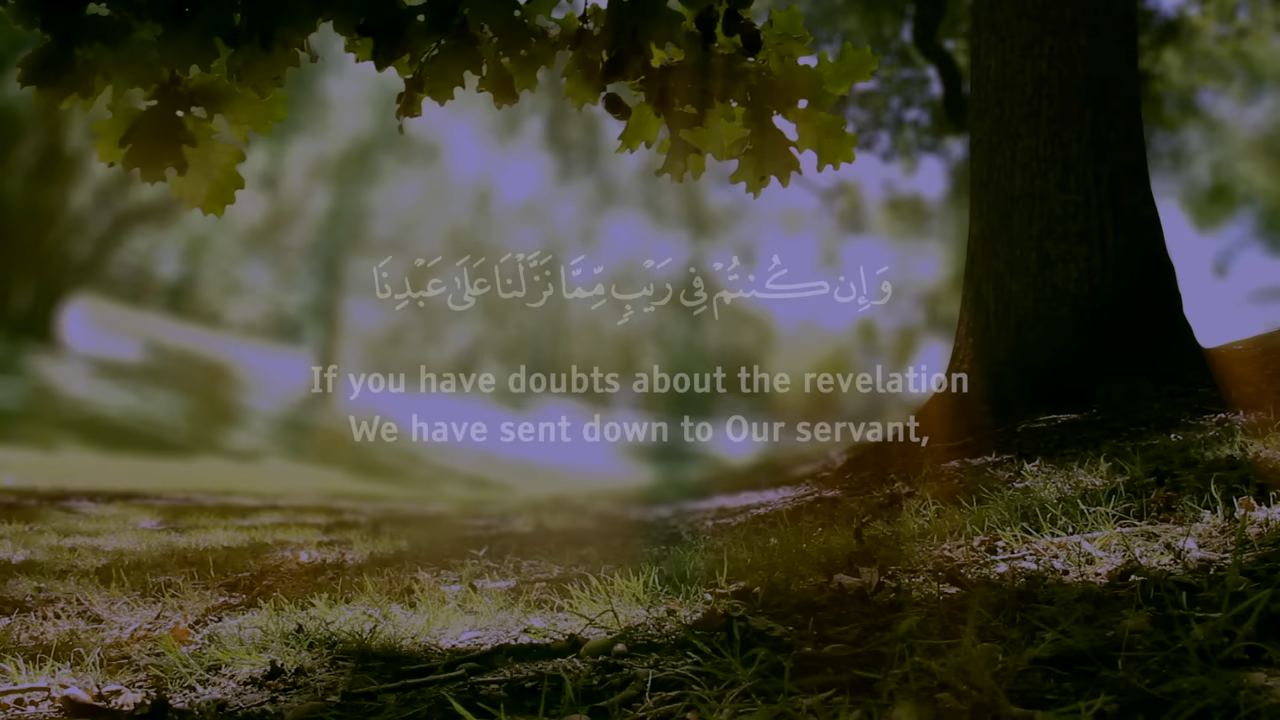 وَإِن كُنتُمْ فِي رَيْبٍ مِّمَّا نَزَّلْنَا عَلَىٰ عَبْدِنَا
If you have doubts about the revelation
We have sent down to Our servant,